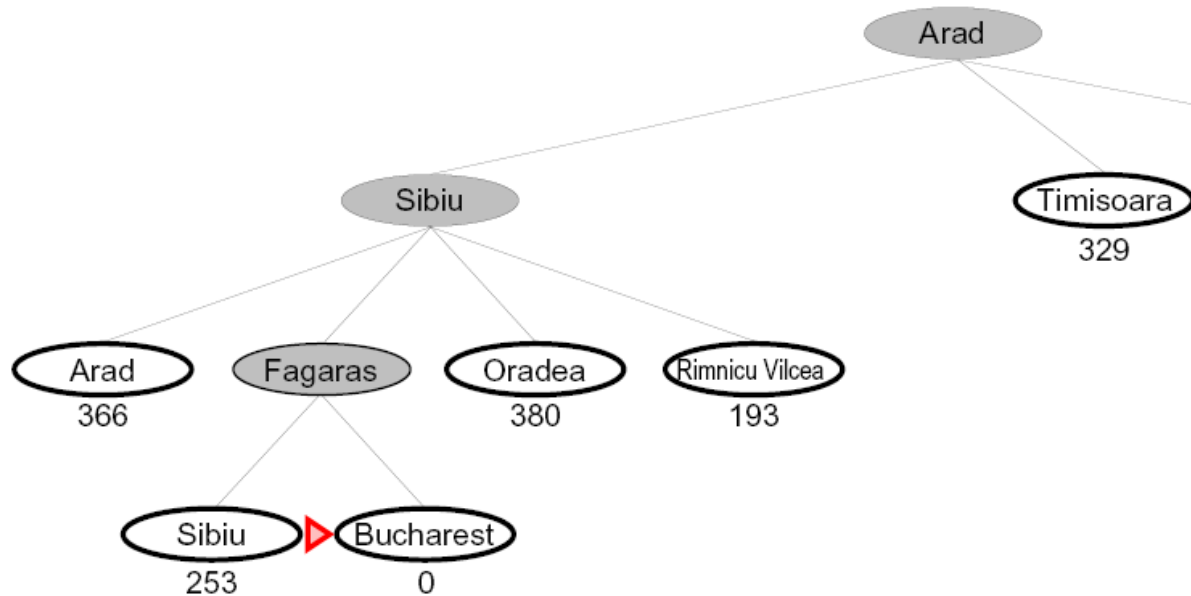 Arad
Sibiu
Timisoara
329
Arad
Fagaras
Oradea
Rimnicu Vilcea
366
380
193
Sibiu
Bucharest
253
0